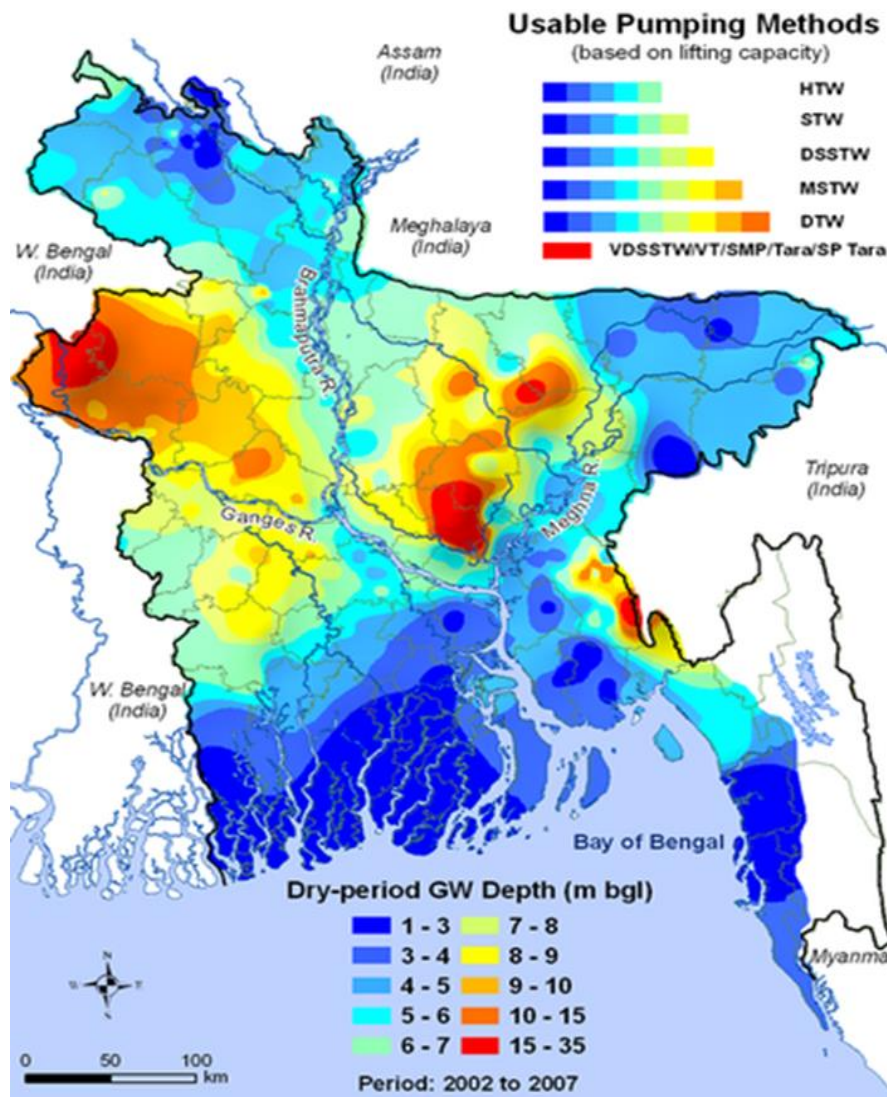 Usable Pumping Methods
(based on lifting capacity)
HTW
STW
DSSTW
MSTW
DTW
VDSSTW/VT/SMP/Tara/SP Tara
Assam
(India)
Meghalaya
(India)
W. Bengal
(India)
Brahmaputra R.
Ganges R.
Meghna R.
Tripura
(India)
W. Bengal
(India)
Bay of Bengal
Myanma
Dry-period GW Depth (m bgl)
1 - 3 7 - 8
3 - 4 8 - 9
4 - 5 9 - 10
5 - 6 10 - 15
6 - 7 15 - 35
Period: 2002 to 2007
N
W E
S
0 50 100
km